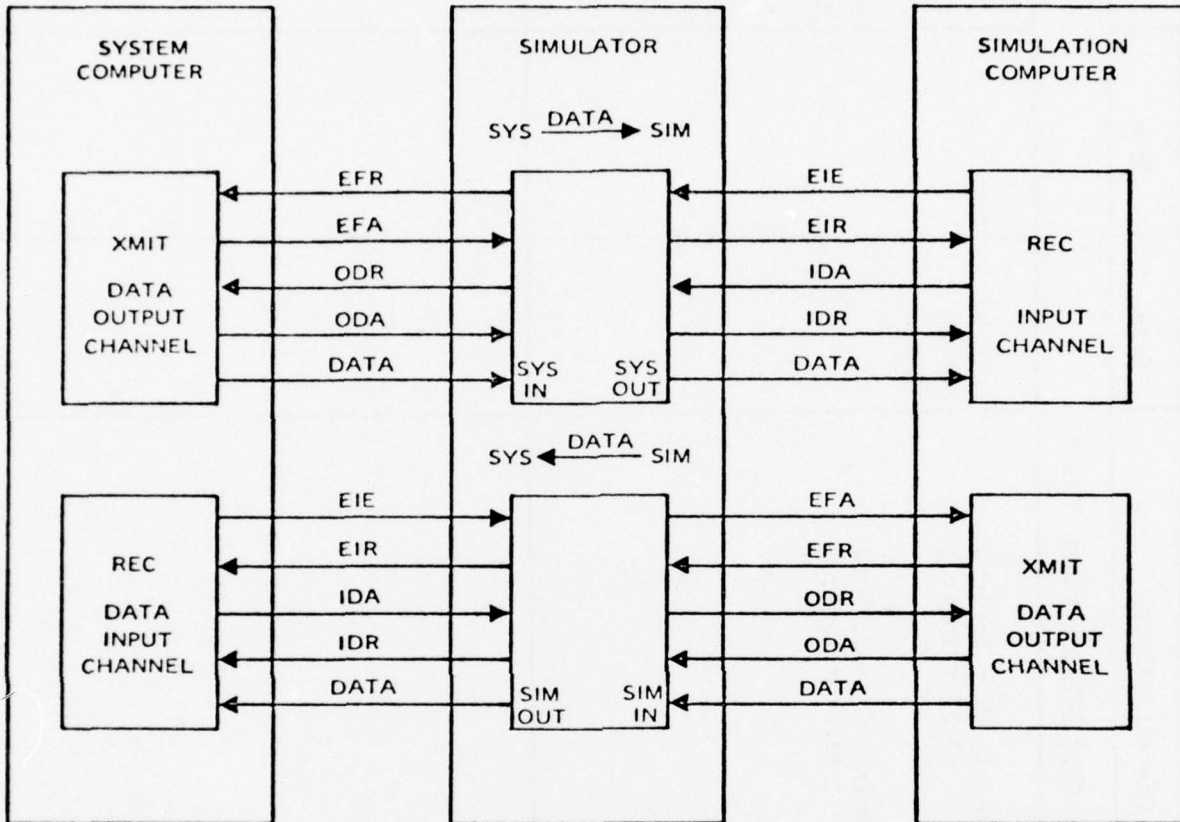 SYSTEM
COMPUTER
SIMULATOR
SIMULATION
COMPUTER
SYS DATA SIM
XMIT
DATA
OUTPUT
CHANNEL
EFR
EFA
ODR
ODA
DATA
SYS
IN
SYS
OUT
EIE
EIR
IDA
IDR
DATA
REC
INPUT
CHANNEL
SYS DATA SIM
REC
DATA
INPUT
CHANNEL
EIE
EIR
IDA
IDR
DATA
SIM
OUT
SIM
IN
EFA
EFR
ODR
ODA
DATA
XMIT
DATA
OUTPUT
CHANNEL